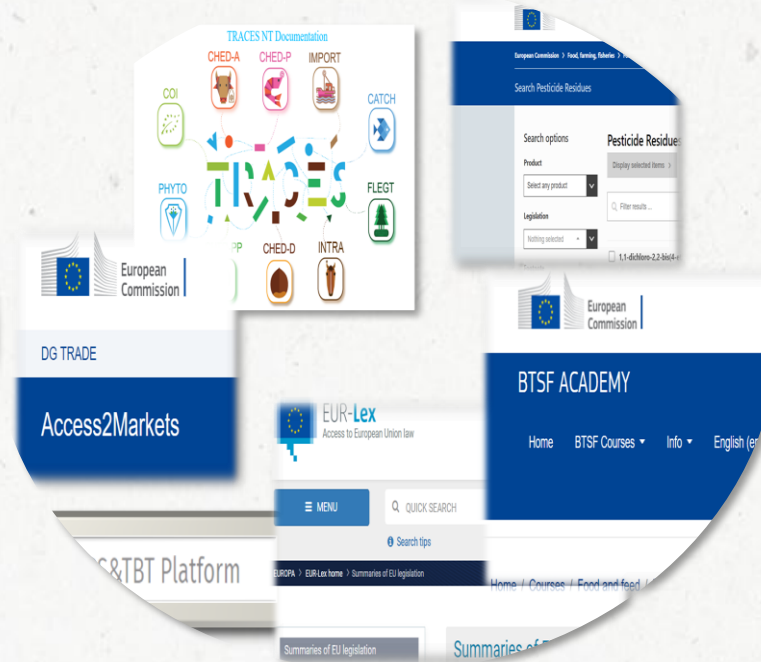 TRACES NT Documentation
CHED-A
CHED-P
IMPORT
COI
CATCH
TRACES
PHYTO
FLEGT
PP
CHED-D
INTRA
European Commission > Food, farming, fisheries >
Search Pesticide Residues
Search options
Pesticide Residue
Product
Display selected items
Select any product
Filter results ...
Legislation
Nothing selected
1,1-dichloro-2,2-bis(4-
European
Commission
DG TRADE
Access2Markets
European
Commission
BTSF ACADEMY
Home
BTSF Courses
Info
English (en
EUR-Lex
Access to European Union law
MENU
QUICK SEARCH
Search tips
EUROPA > EUR-Lex home > Summaries of EU legislation
Summaries of EU legislation
Summaries of E
S&TBT Platform
Home / Courses / Food and feed /